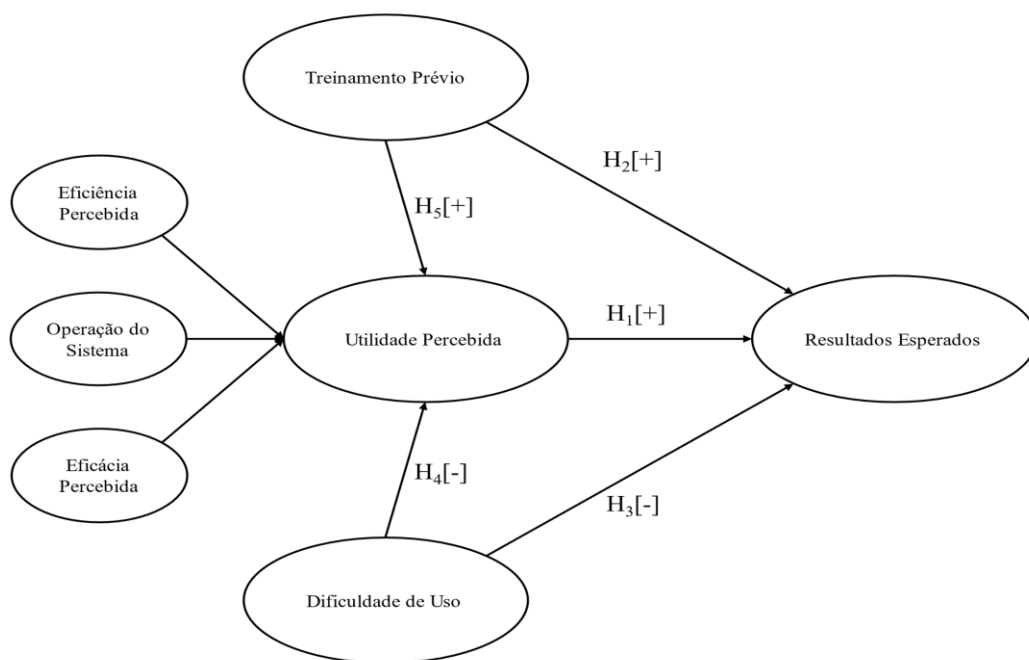 Treinamento Prévio
H₂[+]
Eficiência
Percebida
H₅[+]
Operação do
Sistema
Utilidade Percebida
H₁[+]
Resultados Esperados
Eficácia
Percebida
H₄[-]
H₃[-]
Dificuldade de Uso